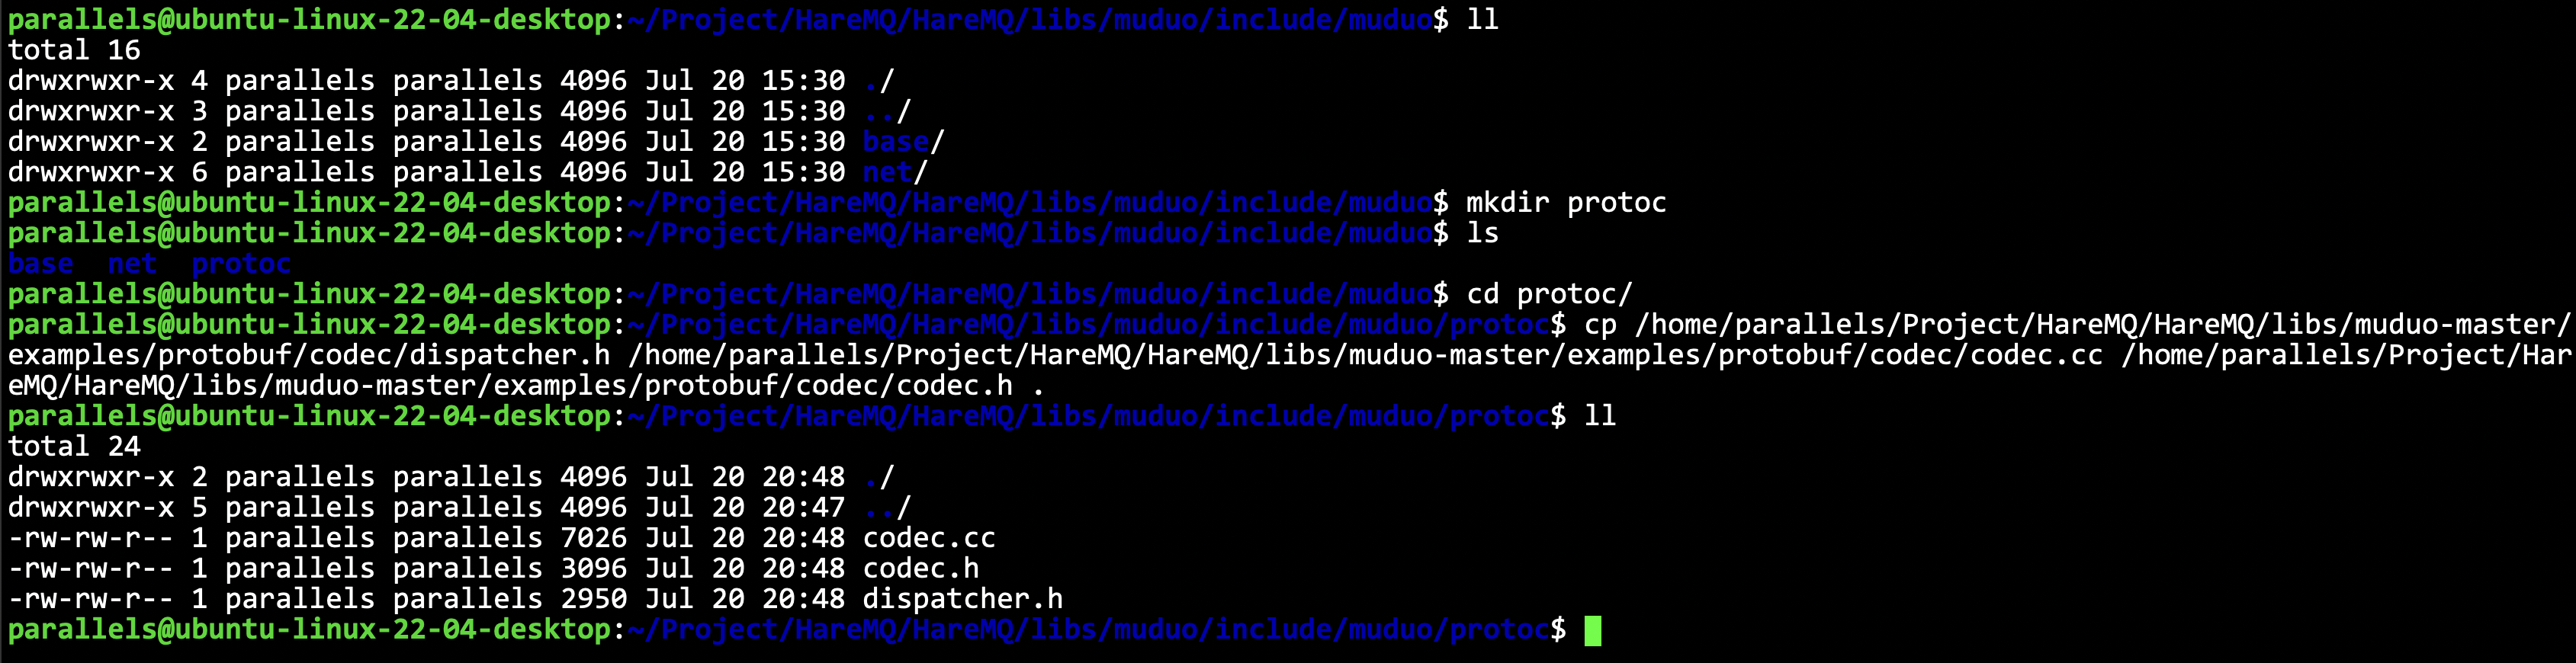 parallels@ubuntu-linux-22-04-desktop:~/Project/HareMQ/HareMQ/libs/muduo/include/muduo$ ll
total 16
drwxrwxr-x 4 parallels parallels 4096 Jul 20 15:30 ./
drwxrwxr-x 3 parallels parallels 4096 Jul 20 15:30 ../
drwxrwxr-x 2 parallels parallels 4096 Jul 20 15:30 base/
drwxrwxr-x 6 parallels parallels 4096 Jul 20 15:30 net/
parallels@ubuntu-linux-22-04-desktop:~/Project/HareMQ/HareMQ/libs/muduo/include/muduo$ mkdir protoc
parallels@ubuntu-linux-22-04-desktop:~/Project/HareMQ/HareMQ/libs/muduo/include/muduo$ ls
base  net  protoc
parallels@ubuntu-linux-22-04-desktop:~/Project/HareMQ/HareMQ/libs/muduo/include/muduo$ cd protoc/
parallels@ubuntu-linux-22-04-desktop:~/Project/HareMQ/HareMQ/libs/muduo/include/muduo/protoc$ cp /home/parallels/Project/HareMQ/HareMQ/libs/muduo-master/
examples/protobuf/codec/dispatcher.h /home/parallels/Project/HareMQ/HareMQ/libs/muduo-master/examples/protobuf/codec/codec.cc /home/parallels/Project/Har
eMQ/HareMQ/libs/muduo-master/examples/protobuf/codec/codec.h .
parallels@ubuntu-linux-22-04-desktop:~/Project/HareMQ/HareMQ/libs/muduo/include/muduo/protoc$ ll
total 24
drwxrwxr-x 2 parallels parallels 4096 Jul 20 20:48 ./
drwxrwxr-x 5 parallels parallels 4096 Jul 20 20:47 ../
-rw-rw-r-- 1 parallels parallels 7026 Jul 20 20:48 codec.cc
-rw-rw-r-- 1 parallels parallels 3096 Jul 20 20:48 codec.h
-rw-rw-r-- 1 parallels parallels 2950 Jul 20 20:48 dispatcher.h
parallels@ubuntu-linux-22-04-desktop:~/Project/HareMQ/HareMQ/libs/muduo/include/muduo/protoc$